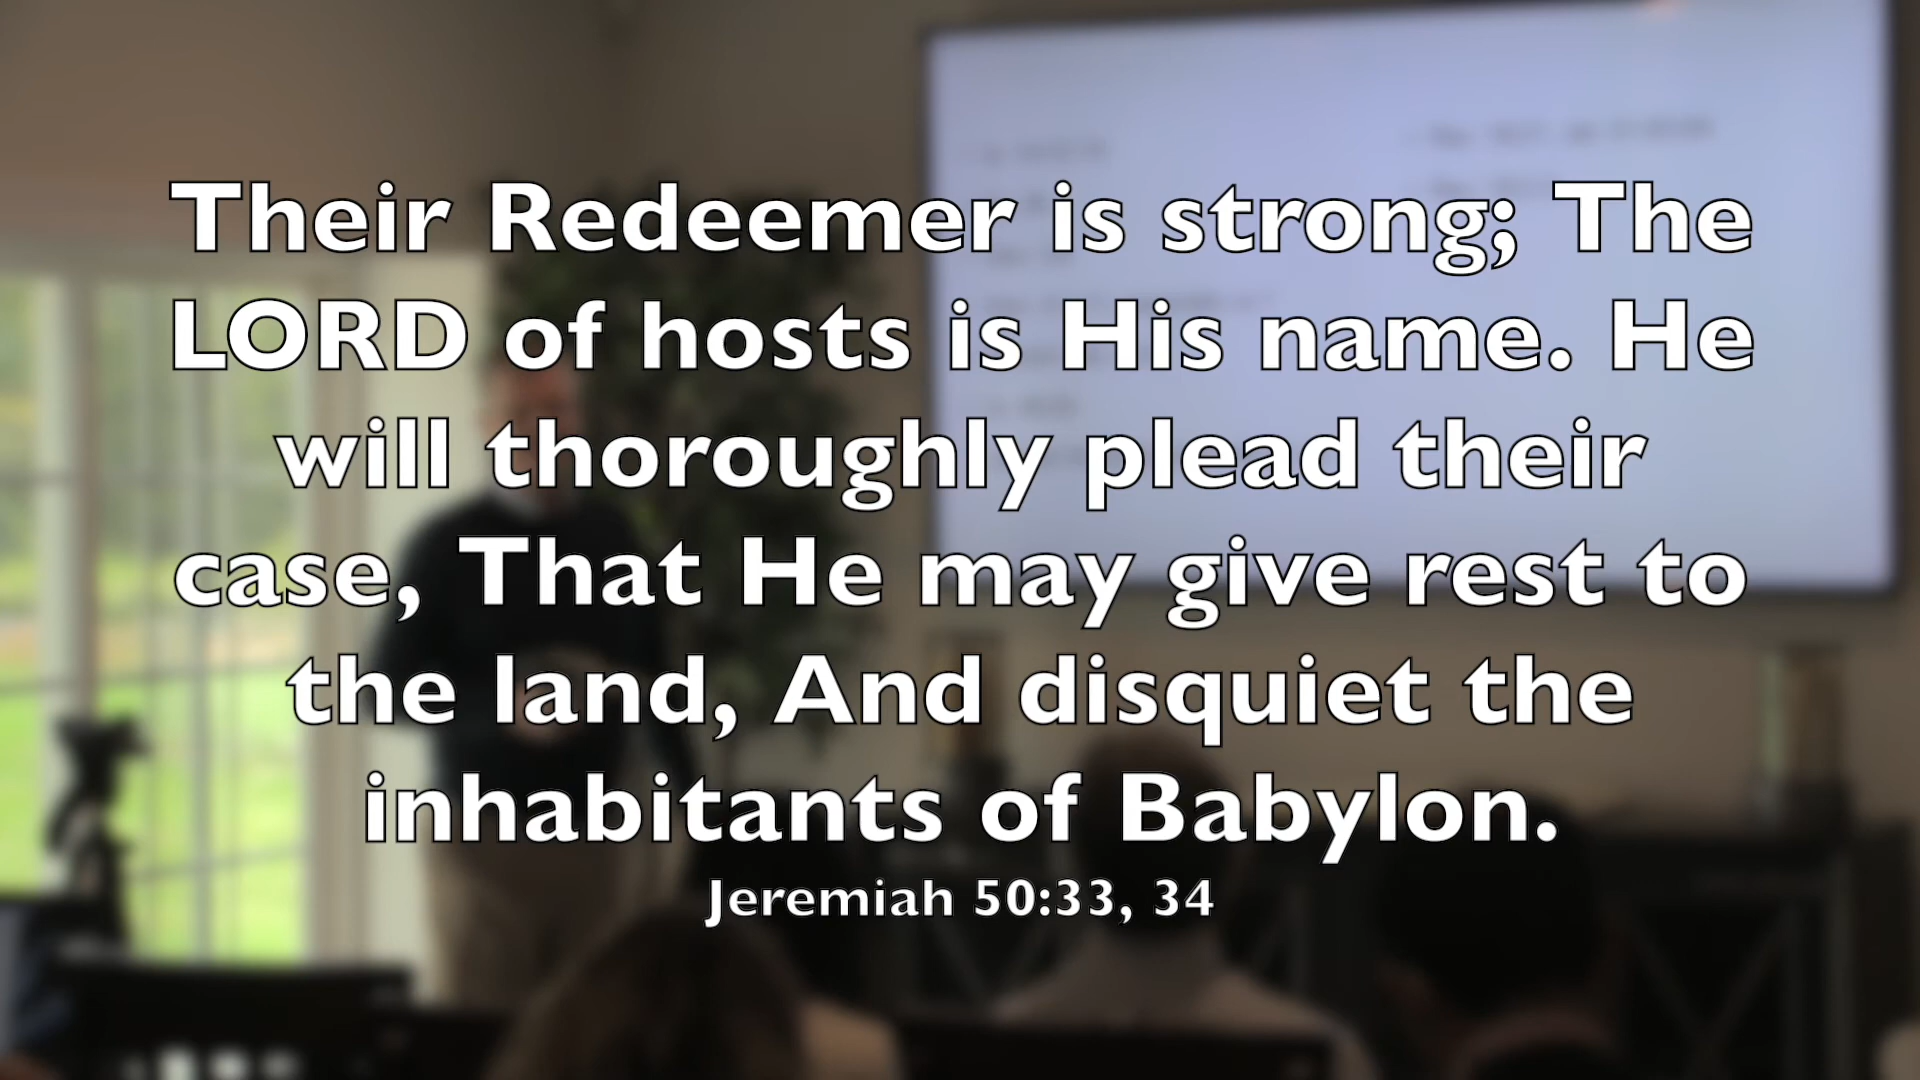 Their Redeemer is strong; The
LORD of hosts is His name. He
will thoroughly plead their
case, That He may give rest to
the land, And disquiet the
inhabitants of Babylon.
Jeremiah 50:33, 34